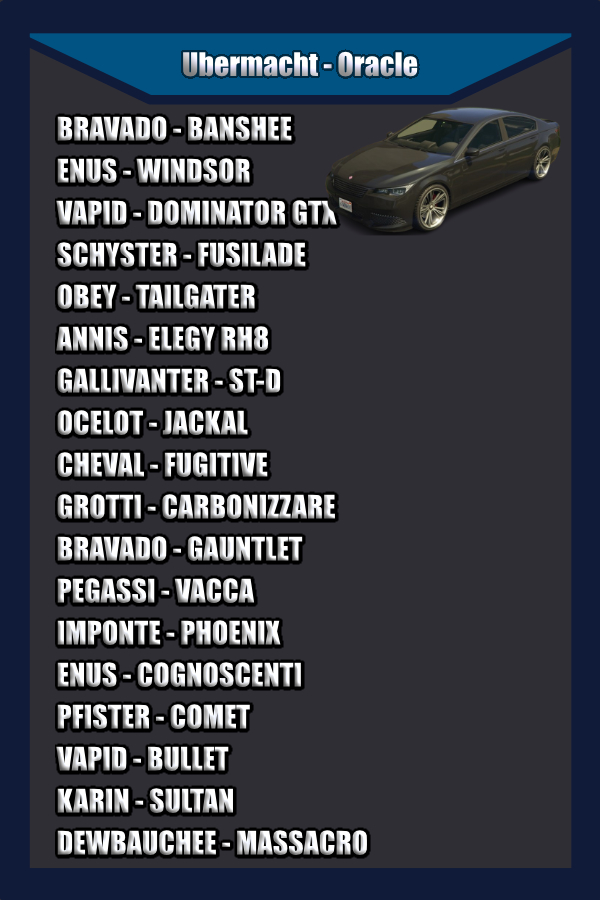 Ubermacht - Oracle
BRAVADO - BANSHEE
ENUS - WINDSOR
VAPID - DOMINATOR GTX
SCHYSTER - FUSILADE
OBEY - TAILGATER
ANNIS - ELEGY RH8
GALLIVANTER - ST-D
OCELOT - JACKAL
CHEVAL - FUGITIVE
GROTTI - CARBONIZZARE
BRAVADO - GAUNTLET
PEGASSI - VACCA
IMPONTE - PHOENIX
ENUS - COGNOSCENTI
PFISTER - COMET
VAPID - BULLET
KARIN - SULTAN
DEWBAUCHEE - MASSACRO